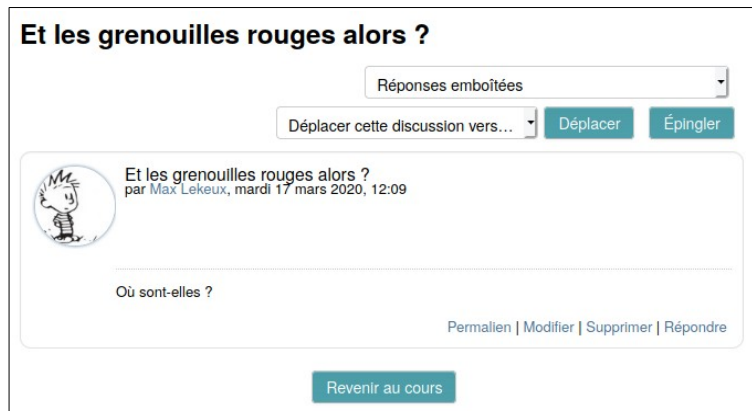 Et les grenouilles rouges alors ?
Réponses emboîtées
Déplacer cette discussion vers... Déplacer Épingler
Et les grenouilles rouges alors ?
par Max Lekeux, mardi 17 mars 2020, 12:09
Où sont-elles ?
Permalien | Modifier | Supprimer | Répondre
Revenir au cours